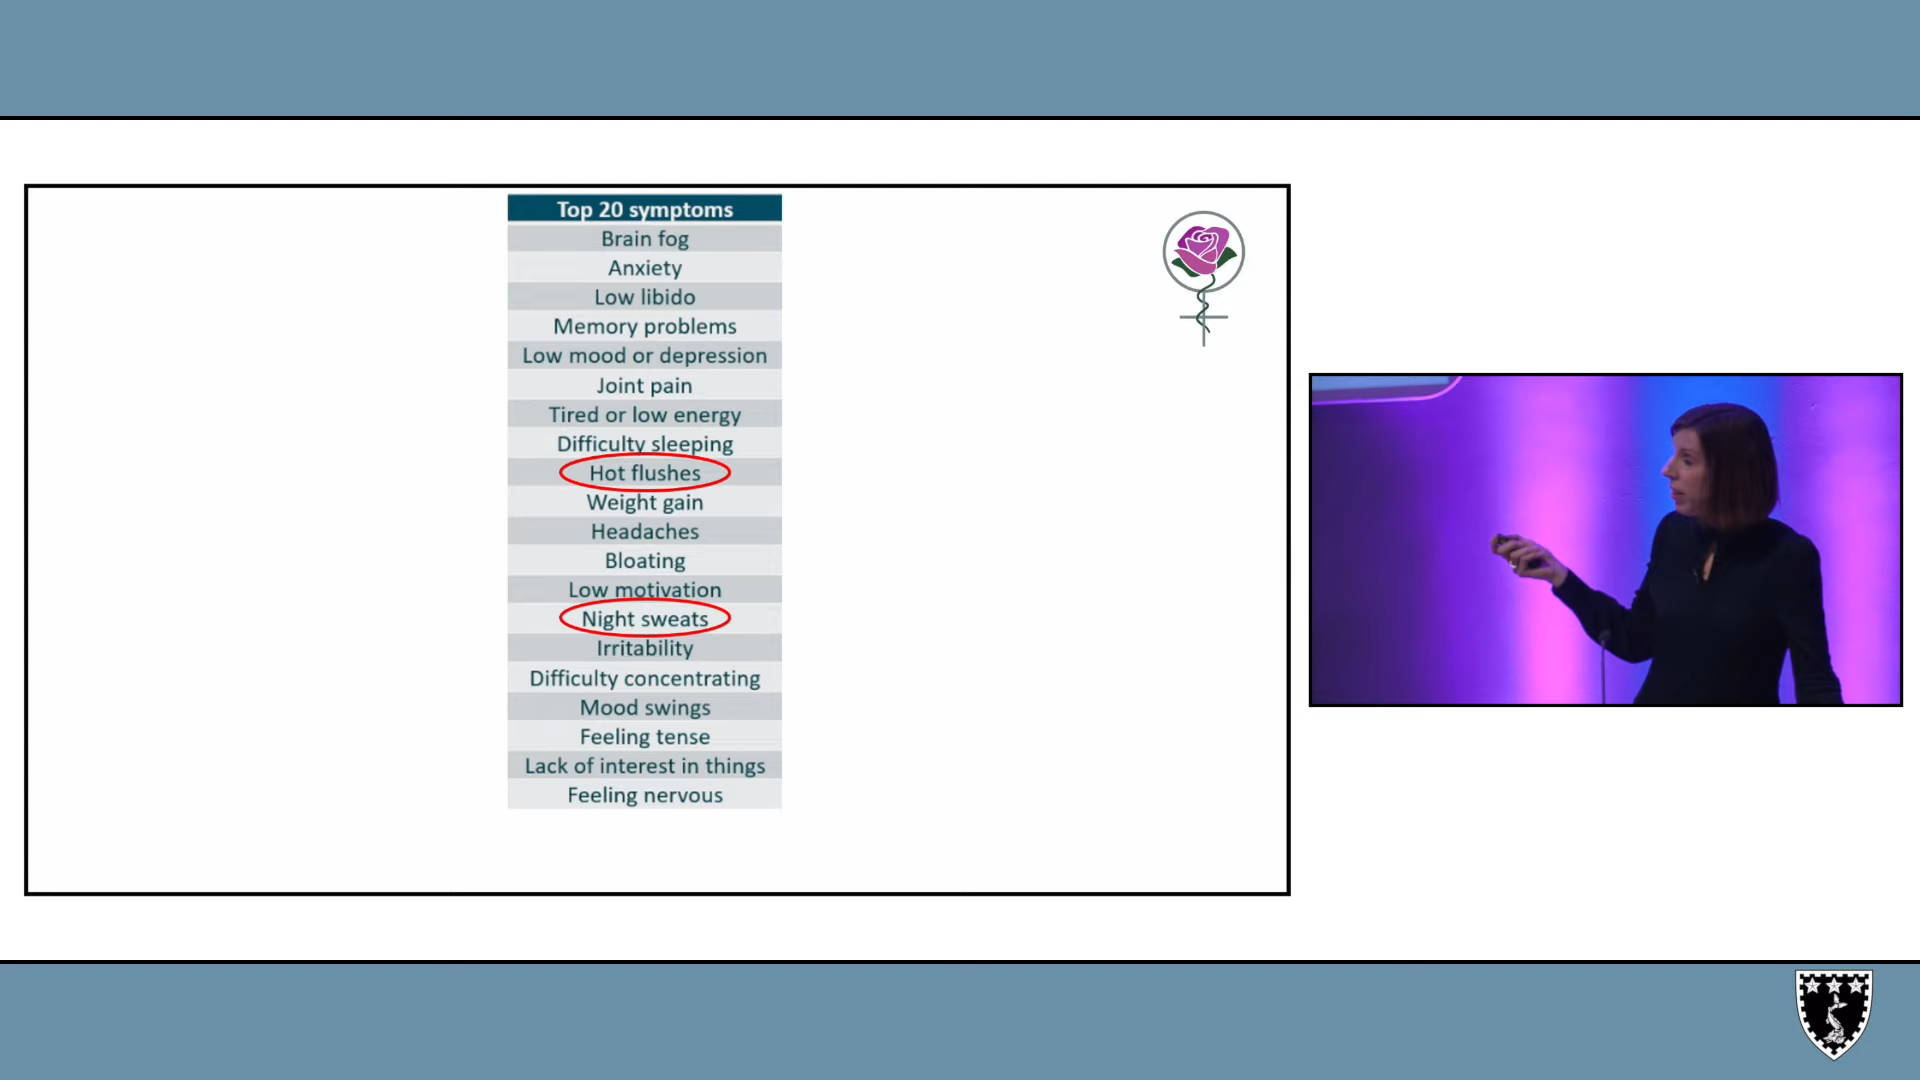 Top 20 symptoms
Brain fog
Anxiety
Low libido
Memory problems
Low mood or depression
Joint pain
Tired or low energy
Difficulty sleeping
Hot flushes
Weight gain
Headaches
Bloating
Low motivation
Night sweats
Irritability
Difficulty concentrating
Mood swings
Feeling tense
Lack of interest in things
Feeling nervous